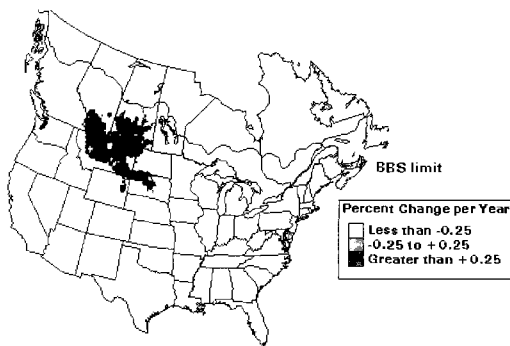 BBS limit
Percent Change per Year
Less than -0.25
-0.25 to +0.25
Greater than +0.25